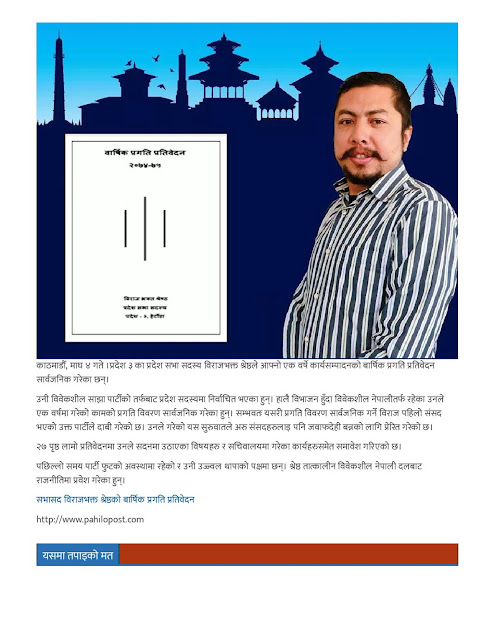 वार्षिक प्रगति प्रतिवेदन
२०७४-७५
विराज भक्त श्रेष्ठ
प्रदेश सभा सदस्य
प्रदेश - ३, हेटौंडा
काठमाडौँ, माघ ४ गते ।प्रदेश ३ का प्रदेश सभा सदस्य विराजभक्त श्रेष्ठले आफ्नो एक वर्षे कार्यसम्पादनको बार्षिक प्रगति प्रतिवेदन
सार्वजनिक गरेका छन्।
उनी विवेकशील साझा पार्टीको तर्फबाट प्रदेश सदस्यमा निर्वाचित भएका हुन्। हालै विभाजन हुँदा विवेकशील नेपालीतर्फ रहेका उनले
एक वर्षमा गरेको कामको प्रगति विवरण सार्वजनिक गरेका हुन्। सम्भवत यसरी प्रगति विवरण सार्वजनिक गर्ने विराज पहिलो संसद
भएको उक्त पार्टीले दाबी गरेको छ। उनले गरेको यस सुरुवातले अरु संसदहरुलाइ पनि जवाफदेही बन्नको लागि प्रेरित गरेको छ।
२७ पृष्ठ लामो प्रतिवेदनमा उनले सदनमा उठाएका विषयहरु र सचिवालयमा गरेका कार्यहरुसमेत समावेश गरिएको छ।
पछिल्लो समय पार्टी फुटको अवस्थामा रहेको र उनी उज्ज्वल थापाको पक्षमा छन्। श्रेष्ठ तात्कालीन विवेकशील नेपाली दलबाट
राजनीतिमा प्रवेश गरेका हुन्।
सभासद विराजभक्त श्रेष्ठको बार्षिक प्रगति प्रतिवेदन
http://www.pahilopost.com
यसमा तपाइको मत